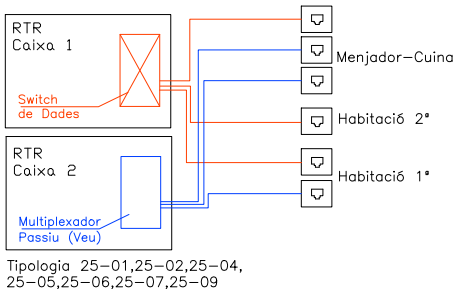 RTR
Caixa 1
Switch
de Dades
Menjador-Cuina
Habitació 2ª
RTR
Caixa 2
Habitació 1ª
Multiplexador
Passiu (Veu)
Tipologia 25-01,25-02,25-04,
25-05,25-06,25-07,25-09